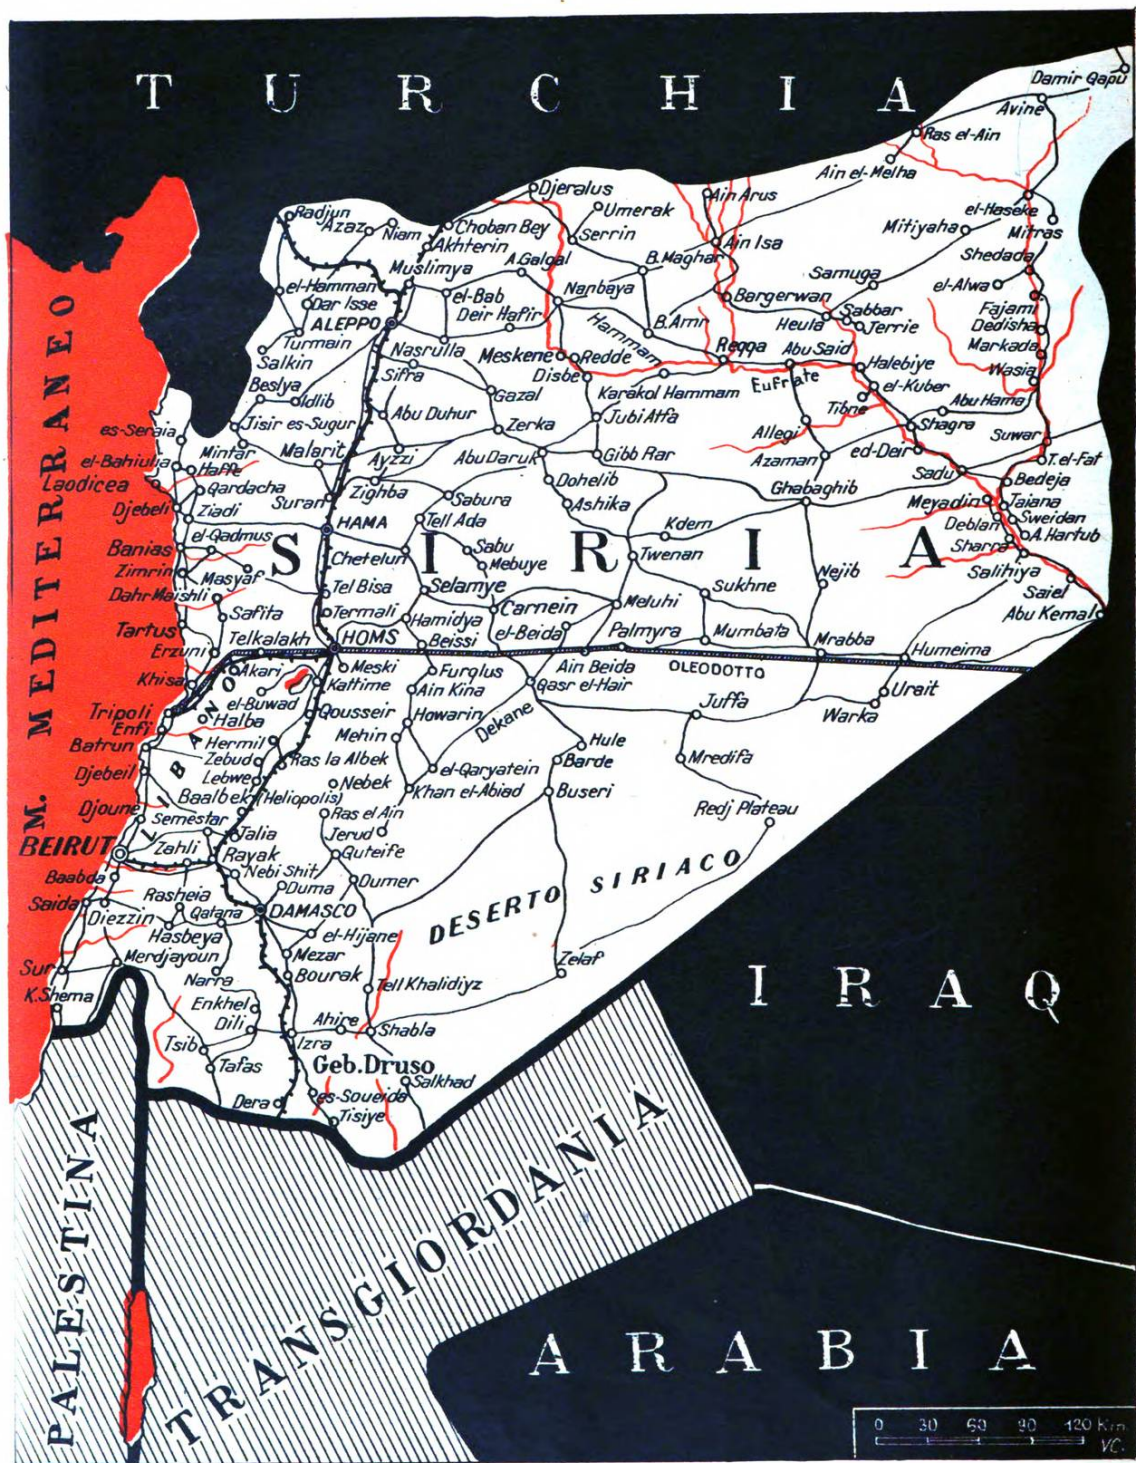 TURCHIA
Damir Qapù
Avine
Ras el-Ain
Ain el-Melha
Djeralus
Umerak
Ain Arus
Radjun
Azaz
Niam
Choban Bey
Serrin
Akhterin
el-Haseke
Mitiyaha
Mitras
Ain Isa
Muslimya
A.Galgal
B.Maghar
Shedada
el-Hamman
Dar Isse
el-Bab
Nanbaya
Samuga
el-Alwa
Bargerwan
Deir Hafir
Sabbar
Fajami
ALEPPO
Hammam
B.Amr
Heula
Terrie
Dedisha
Turmain
Nasrulla
Meskene
Redde
Reqqa
Abu Said
Markada
Salkin
Halebiye
Sifra
Disbe
Karakol Hammam
Eufrate
el-Kuber
Wasia
Beslya
Idlib
Gazal
Tibne
Abu Hamal
Abu Duhur
Jubi Atfa
Shagra
es-Seraia
Jisir es-Sugur
Zerka
Allegi
Suwar
Mintar
Malarit
Ayzzi
Abu Daruk
Gibb Rar
Azaman
ed-Deir
el-Bahiulia
Haffe
T.el-Fat
Sadu
Laodicea
Qardacha
Zighba
Dohelib
Bedeja
Suran
Sabura
Ghabaghib
Meyadin
Taiana
Djebeli
Ziadi
Ashika
Sweidan
HAMA
Tell Ada
Kdern
Deblan
A.Hartub
el-Qadmus
Banias
Sabu
Sharra
SIRIA
Chetelun
Mebuye
Twenan
Zimrin
Masyaf
Salihiya
Tel Bisa
Selamye
Sukhne
Nejib
Dahr Maishli
Saiel
Safita
Termali
Carnein
Meluhi
Abu Kemal
Hamidya
Tartus
Telkalakh
HOMS
el-Beida
Palmyra
Mumbata
Mrabba
Erzuni
Beissi
Humeima
Akari
Meski
Furqlus
Ain Beida
OLEODOTTO
Khisa
Kattime
Ain Kina
Qasr el-Hair
Urait
el-Buwad
Juffa
Warka
Tripoli
Halba
Qousseir
Howarin
Dekane
Enfi
Mehin
Batrun
Hermil
Hule
Zebud
Ras la Albek
Barde
Mredifa
Djebeil
Lebwe
Nebek
el-Qaryatein
Baalbek (Heliopolis)
Khan el-Abiad
Buseri
Djoune
Semestar
Ras el Ain
Redj Plateau
LIBANO
Talia
Jerud
BEIRUT
Zahli
Rayak
Quteife
Nebi Shit
Baabda
Duma
Dumer
DESERTO SIRIACO
Rasheia
Saida
Diezzin
Qatana
DAMASCO
Hasbeya
el-Hijane
Merdjayoun
Mezar
Zelaf
Sur
Narra
Bourak
K.Shema
Tell Khalidiyz
Enkhel
Dili
Ahire
Shabla
Tsib
Izra
Tafas
Geb.Druso
Salkhad
Dera
es-Soueida
Tisiye
M. MEDITERRANEO
IRAQ
PALESTINA
TRANSGIORDANIA
ARABIA
0 30 60 90 120 Km.
VC.